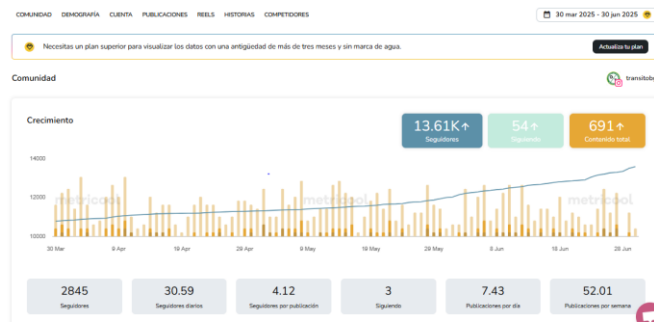 COMUNIDAD DEMOGRAFÍA CUENTA PUBLICACIONES REELS HISTORIAS COMPETIDORES
30 mar 2025 - 30 jun 2025
Necesitas un plan superior para visualizar los datos con una antigüedad de más de tres meses y sin marca de agua.
Actualiza tu plan
Comunidad
Crecimiento
13.61K↑ 54↑ 691↑
Seguidores Siguiendo Contenido total
14000
12000
10000
metricool metricool metricool
30 Mar 9 Apr 19 Apr 29 Apr 9 May 19 May 29 May 8 Jun 18 Jun 28 Jun
2845 30.59 4.12 3 7.43 52.01
Seguidores Seguidores diarios Seguidores por publicación Siguiendo Publicaciones por día Publicaciones por semana